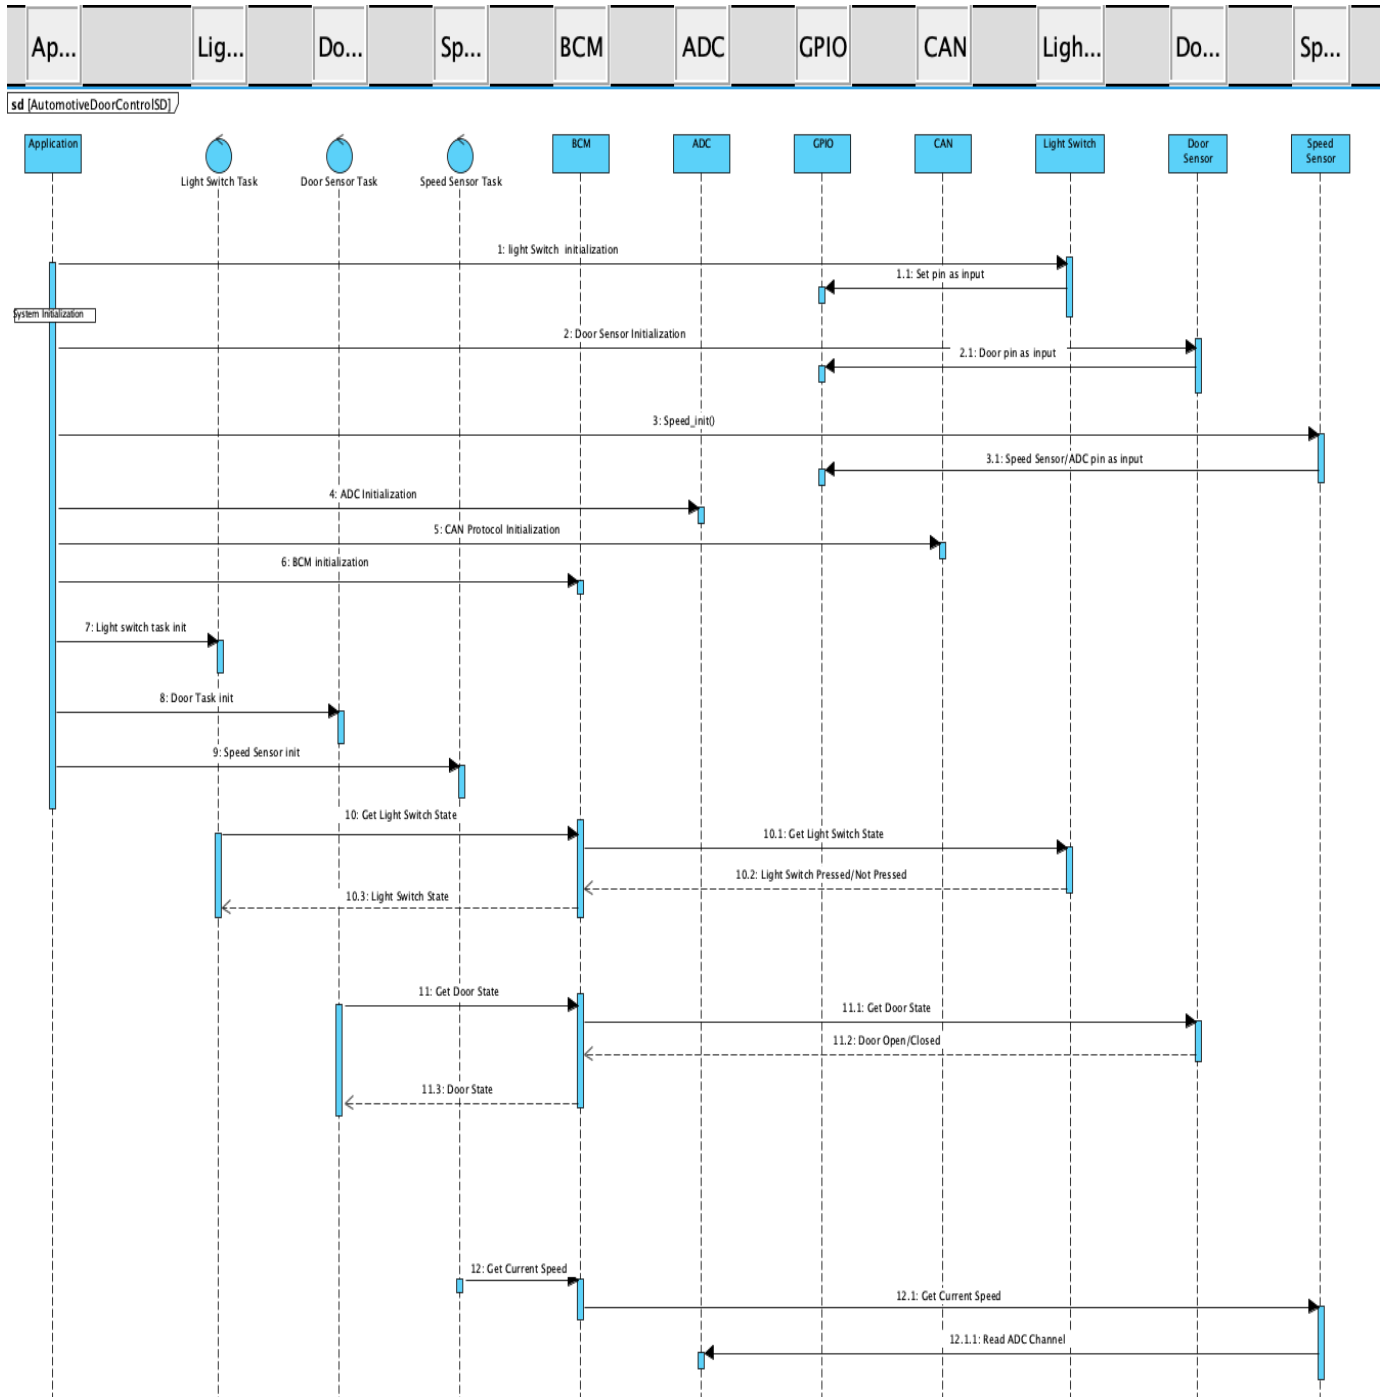 Ap...
Lig...
Do...
Sp...
BCM
ADC
GPIO
CAN
Ligh...
Do...
Sp...
sd [AutomotiveDoorControlSD]
Application
Light Switch Task
Door Sensor Task
Speed Sensor Task
BCM
ADC
GPIO
CAN
Light Switch
Door
Sensor
Speed
Sensor
1: light Switch initialization
1.1: Set pin as input
System Initialization
2: Door Sensor Initialization
2.1: Door pin as input
3: Speed_init()
3.1: Speed Sensor/ADC pin as input
4: ADC Initialization
5: CAN Protocol Initialization
6: BCM initialization
7: Light switch task init
8: Door Task init
9: Speed Sensor init
10: Get Light Switch State
10.1: Get Light Switch State
10.2: Light Switch Pressed/Not Pressed
10.3: Light Switch State
11: Get Door State
11.1: Get Door State
11.2: Door Open/Closed
11.3: Door State
12: Get Current Speed
12.1: Get Current Speed
12.1.1: Read ADC Channel